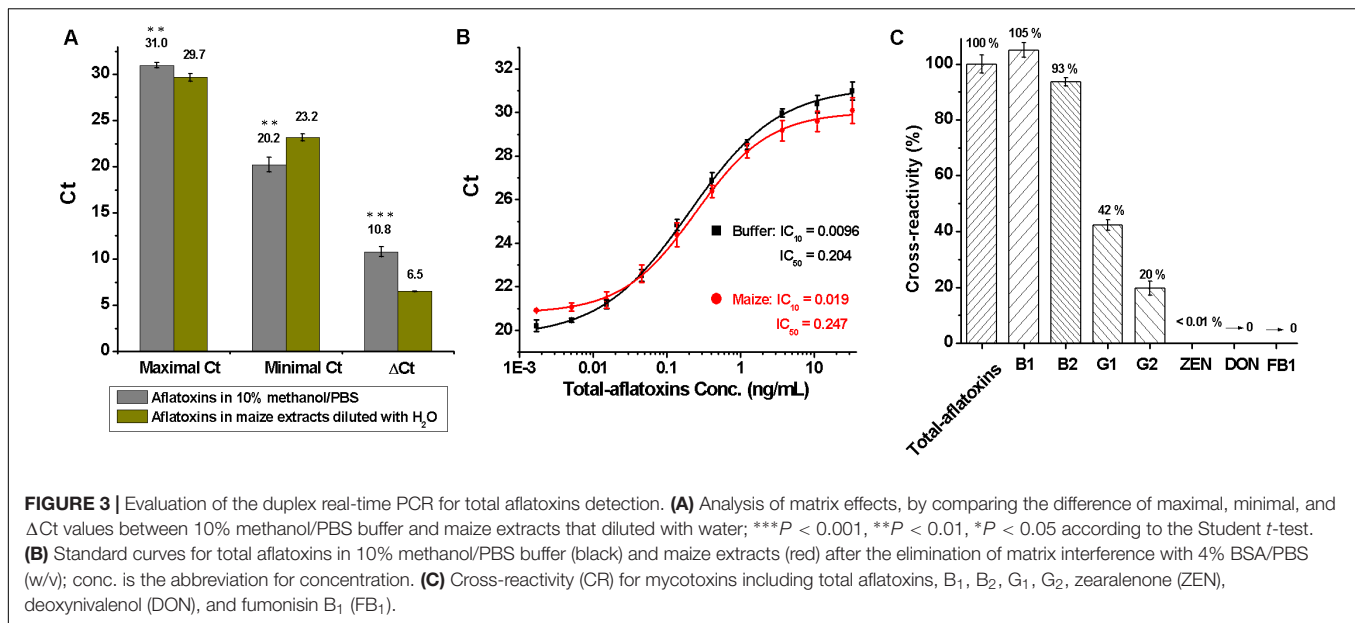 A
Ct
30
25
20
15
10
5
0
**
31.0
29.7
**
20.2
23.2
***
10.8
6.5
Maximal Ct
Minimal Ct
ΔCt
Aflatoxins in 10% methanol/PBS
Aflatoxins in maize extracts diluted with H₂O
B
Ct
32
30
28
26
24
22
20
Buffer: IC₁₀ = 0.0096
IC₅₀ = 0.204
Maize: IC₁₀ = 0.019
IC₅₀ = 0.247
1E-3
0.01
0.1
1
10
Total-aflatoxins Conc. (ng/mL)
C
Cross-reactivity (%)
100
80
60
40
20
0
100 %
105 %
93 %
42 %
20 %
< 0.01 %
→ 0
→ 0
Total-aflatoxins
B1
B2
G1
G2
ZEN
DON
FB1
FIGURE 3 | Evaluation of the duplex real-time PCR for total aflatoxins detection. (A) Analysis of matrix effects, by comparing the difference of maximal, minimal, and
ΔCt values between 10% methanol/PBS buffer and maize extracts that diluted with water; ***P < 0.001, **P < 0.01, *P < 0.05 according to the Student t-test.
(B) Standard curves for total aflatoxins in 10% methanol/PBS buffer (black) and maize extracts (red) after the elimination of matrix interference with 4% BSA/PBS
(w/v); conc. is the abbreviation for concentration. (C) Cross-reactivity (CR) for mycotoxins including total aflatoxins, B₁, B₂, G₁, G₂, zearalenone (ZEN),
deoxynivalenol (DON), and fumonisin B₁ (FB₁).